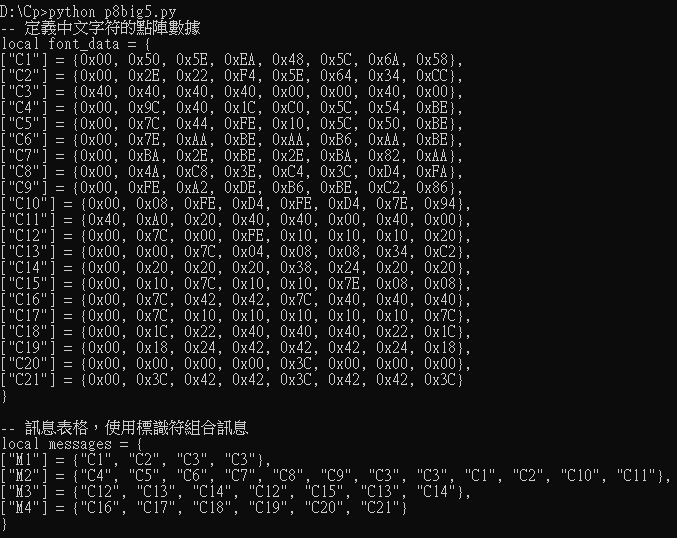 D:\Cp>python p8big5.py
-- 定義中文字符的點陣數據
local font_data = {
["C1"] = {0x00, 0x50, 0x5E, 0xEA, 0x48, 0x5C, 0x6A, 0x58},
["C2"] = {0x00, 0x2E, 0x22, 0xF4, 0x5E, 0x64, 0x34, 0xCC},
["C3"] = {0x40, 0x40, 0x40, 0x40, 0x00, 0x00, 0x40, 0x00},
["C4"] = {0x00, 0x9C, 0x40, 0x1C, 0xC0, 0x5C, 0x54, 0xBE},
["C5"] = {0x00, 0x7C, 0x44, 0xFE, 0x10, 0x5C, 0x50, 0xBE},
["C6"] = {0x00, 0x7E, 0xAA, 0xBE, 0xAA, 0xB6, 0xAA, 0xBE},
["C7"] = {0x00, 0xBA, 0x2E, 0xBE, 0x2E, 0xBA, 0x82, 0xAA},
["C8"] = {0x00, 0x4A, 0xC8, 0x3E, 0xC4, 0x3C, 0xD4, 0xFA},
["C9"] = {0x00, 0xFE, 0xA2, 0xDE, 0xB6, 0xBE, 0xC2, 0x86},
["C10"] = {0x00, 0x08, 0xFE, 0xD4, 0xFE, 0xD4, 0x7E, 0x94},
["C11"] = {0x40, 0xA0, 0x20, 0x40, 0x40, 0x00, 0x40, 0x00},
["C12"] = {0x00, 0x7C, 0x00, 0xFE, 0x10, 0x10, 0x10, 0x20},
["C13"] = {0x00, 0x00, 0x7C, 0x04, 0x08, 0x08, 0x34, 0xC2},
["C14"] = {0x00, 0x20, 0x20, 0x20, 0x38, 0x24, 0x20, 0x20},
["C15"] = {0x00, 0x10, 0x7C, 0x10, 0x10, 0x7E, 0x08, 0x08},
["C16"] = {0x00, 0x7C, 0x42, 0x42, 0x7C, 0x40, 0x40, 0x40},
["C17"] = {0x00, 0x7C, 0x10, 0x10, 0x10, 0x10, 0x10, 0x7C},
["C18"] = {0x00, 0x1C, 0x22, 0x40, 0x40, 0x40, 0x22, 0x1C},
["C19"] = {0x00, 0x18, 0x24, 0x42, 0x42, 0x42, 0x24, 0x18},
["C20"] = {0x00, 0x00, 0x00, 0x00, 0x3C, 0x00, 0x00, 0x00},
["C21"] = {0x00, 0x3C, 0x42, 0x42, 0x3C, 0x42, 0x42, 0x3C}
}
-- 訊息表格，使用標識符組合訊息
local messages = {
["M1"] = {"C1", "C2", "C3", "C3"},
["M2"] = {"C4", "C5", "C6", "C7", "C8", "C9", "C3", "C3", "C1", "C2", "C10", "C11"},
["M3"] = {"C12", "C13", "C14", "C12", "C15", "C13", "C14"},
["M4"] = {"C16", "C17", "C18", "C19", "C20", "C21"}
}